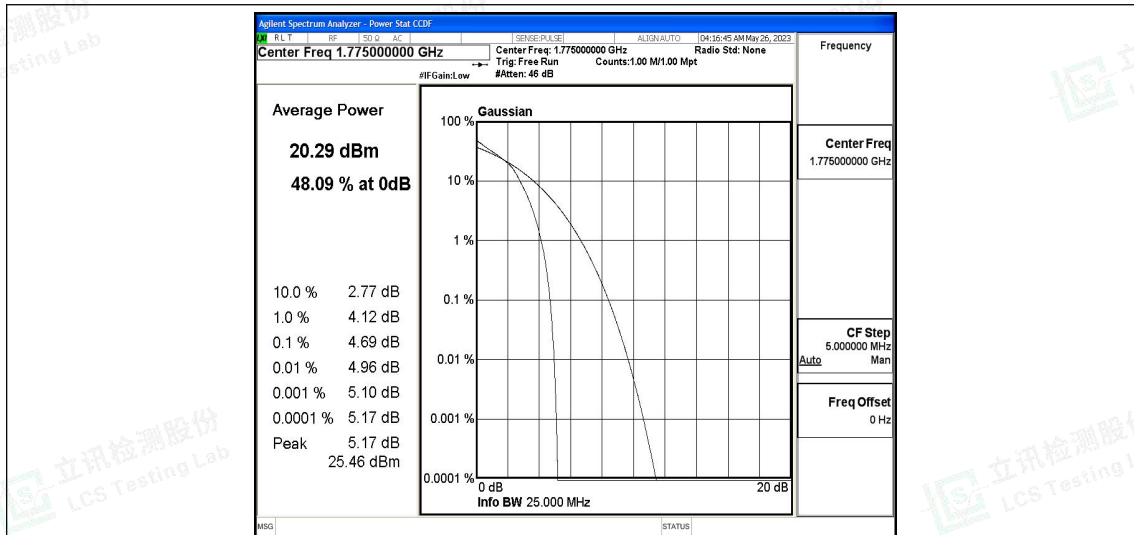 Agilent Spectrum Analyzer - Power Stat CCDF
LXI RLT RF 50 Ω AC SENSE:PULSE ALIGN AUTO 04:16:45 AM May 26, 2023
Center Freq 1.775000000 GHz
Center Freq: 1.775000000 GHz Radio Std: None
Trig: Free Run Counts:1.00 M/1.00 Mpt
#IFGain:Low #Atten: 46 dB
Frequency
Average Power
20.29 dBm
48.09 % at 0dB
10.0 % 2.77 dB
1.0 % 4.12 dB
0.1 % 4.69 dB
0.01 % 4.96 dB
0.001 % 5.10 dB
0.0001 % 5.17 dB
Peak 5.17 dB
25.46 dBm
Gaussian
100 %
10 %
1 %
0.1 %
0.01 %
0.001 %
0.0001 %
0 dB 20 dB
Info BW 25.000 MHz
Center Freq
1.775000000 GHz
CF Step
5.000000 MHz
Auto Man
Freq Offset
0 Hz
MSG STATUS
立讯检测股份
LCS Testing Lab
立讯检测股份
LCS Testing L